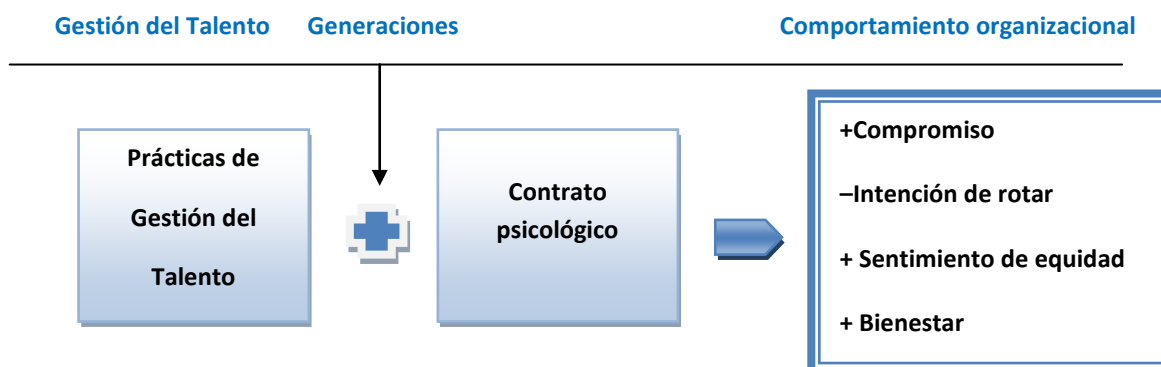 Gestión del Talento Generaciones Comportamiento organizacional
Prácticas de
Gestión del
Talento
Contrato
psicológico
+Compromiso
–Intención de rotar
+ Sentimiento de equidad
+ Bienestar